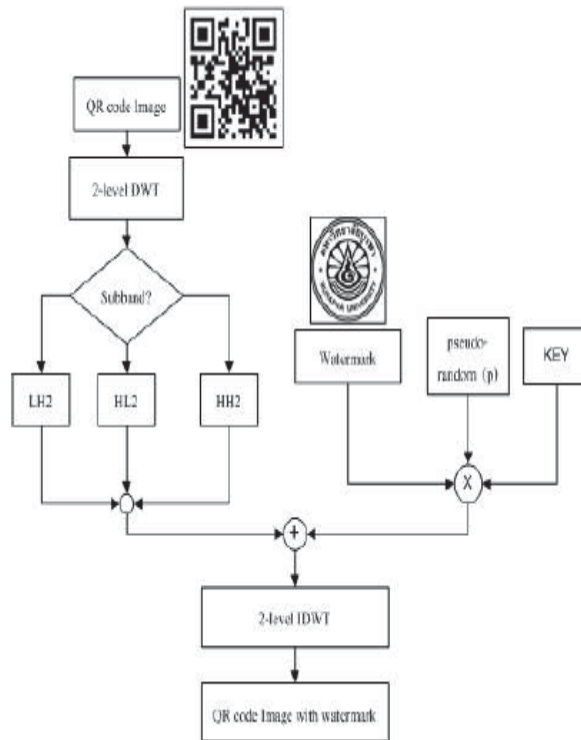 QR code Image
2-level DWT
Subband?
LH2
HL2
HH2
Watermark
pseudo-
random (p)
KEY
X
+
2-level IDWT
QR code Image with watermark